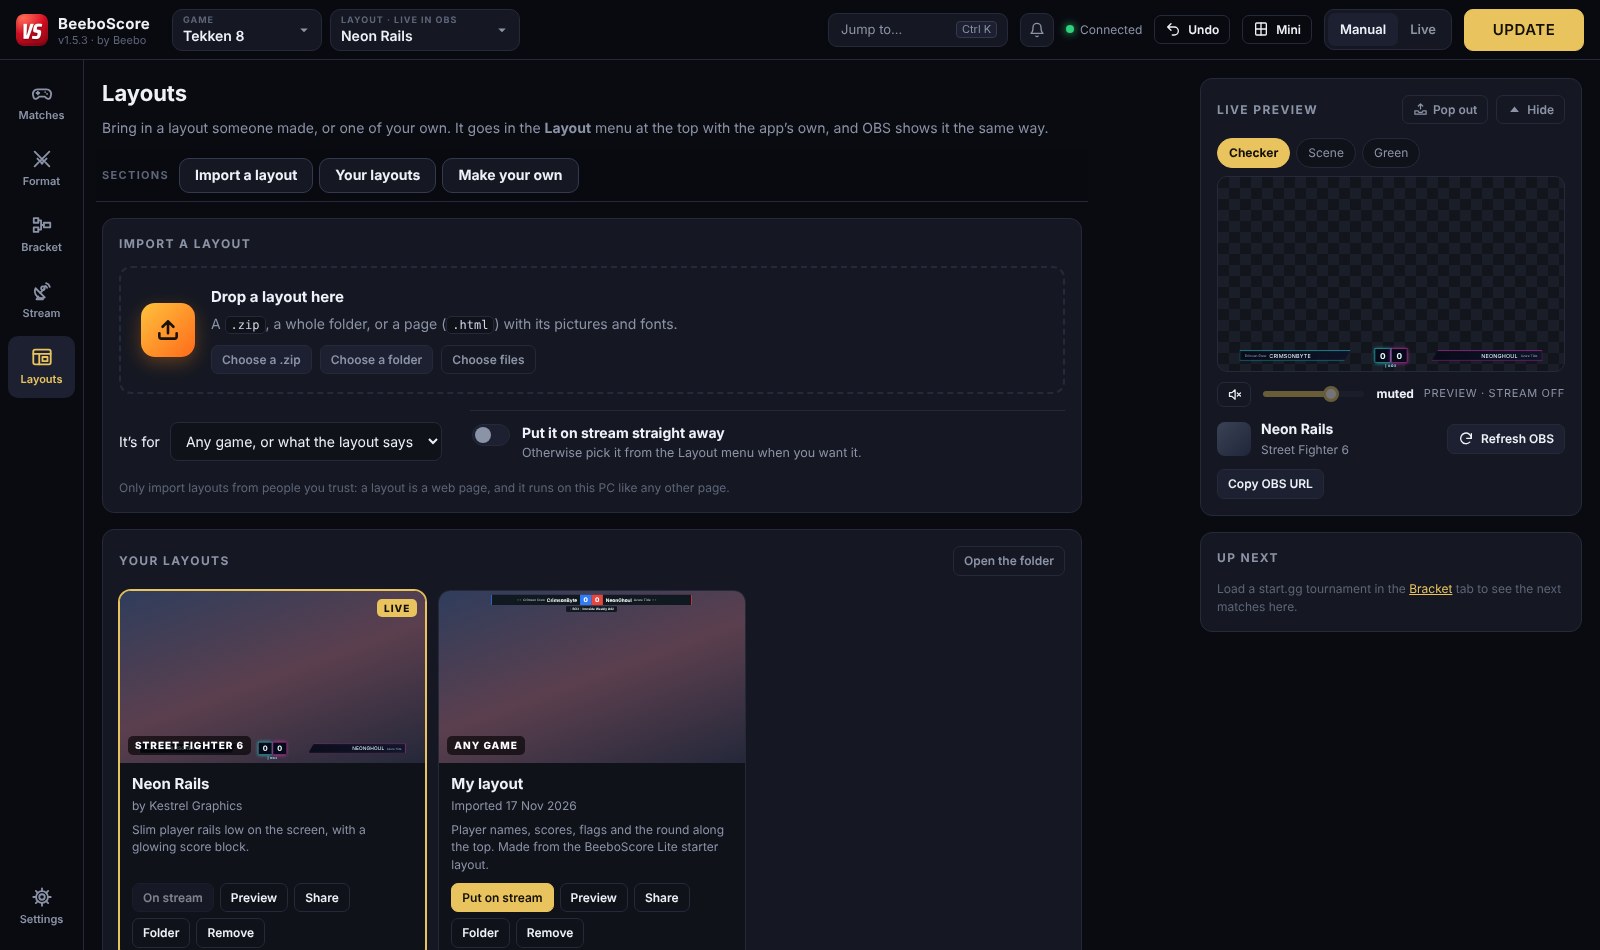 VS
BeeboScore
v1.5.3 · by Beebo
GAME
Tekken 8
LAYOUT · LIVE IN OBS
Neon Rails
Jump to...
Ctrl K
Connected
Undo
Mini
Manual
Live
UPDATE
Matches
Format
Bracket
Stream
Layouts
Settings
Layouts
Bring in a layout someone made, or one of your own. It goes in the Layout menu at the top with the app's own, and OBS shows it the same way.
SECTIONS
Import a layout
Your layouts
Make your own
IMPORT A LAYOUT
Drop a layout here
A .zip, a whole folder, or a page (.html) with its pictures and fonts.
Choose a .zip
Choose a folder
Choose files
It's for
Any game, or what the layout says
Put it on stream straight away
Otherwise pick it from the Layout menu when you want it.
Only import layouts from people you trust: a layout is a web page, and it runs on this PC like any other page.
YOUR LAYOUTS
Open the folder
LIVE
STREET FIGHTER 6
0 0
NEONGHOUL
Neon Rails
by Kestrel Graphics
Slim player rails low on the screen, with a
glowing score block.
On stream
Preview
Share
Folder
Remove
CrimsonByte 0 0 NeonGhoul
ANY GAME
My layout
Imported 17 Nov 2026
Player names, scores, flags and the round along
the top. Made from the BeeboScore Lite starter
layout.
Put on stream
Preview
Share
Folder
Remove
LIVE PREVIEW
Pop out
Hide
Checker
Scene
Green
CRIMSONBYTE
0 0
NEONGHOUL
muted
PREVIEW · STREAM OFF
Neon Rails
Street Fighter 6
Refresh OBS
Copy OBS URL
UP NEXT
Load a start.gg tournament in the Bracket tab to see the next
matches here.